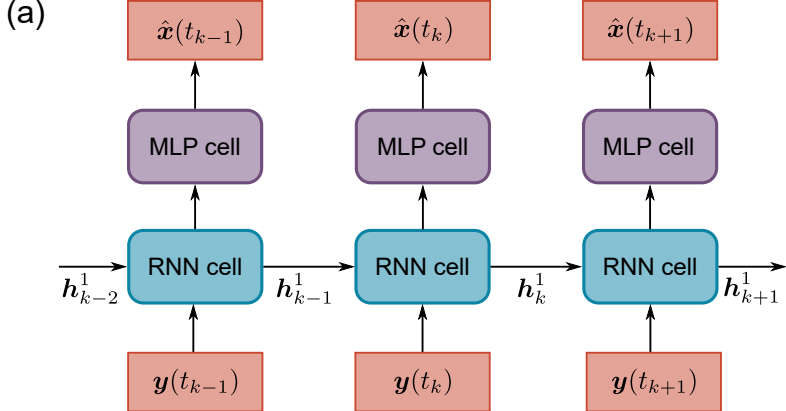 (a)
x̂(t_{k−1}) x̂(t_k) x̂(t_{k+1})
MLP cell MLP cell MLP cell
RNN cell RNN cell RNN cell
h^1_{k−2} h^1_{k−1} h^1_k h^1_{k+1}
y(t_{k−1}) y(t_k) y(t_{k+1})